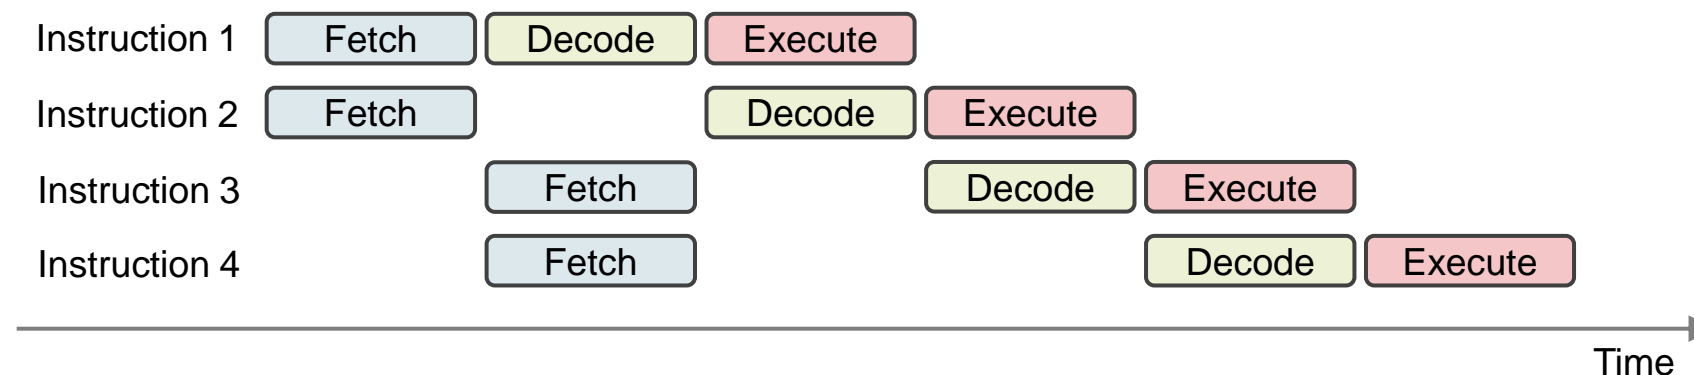 Instruction 1 Fetch Decode Execute
Instruction 2 Fetch Decode Execute
Instruction 3 Fetch Decode Execute
Instruction 4 Fetch Decode Execute
Time